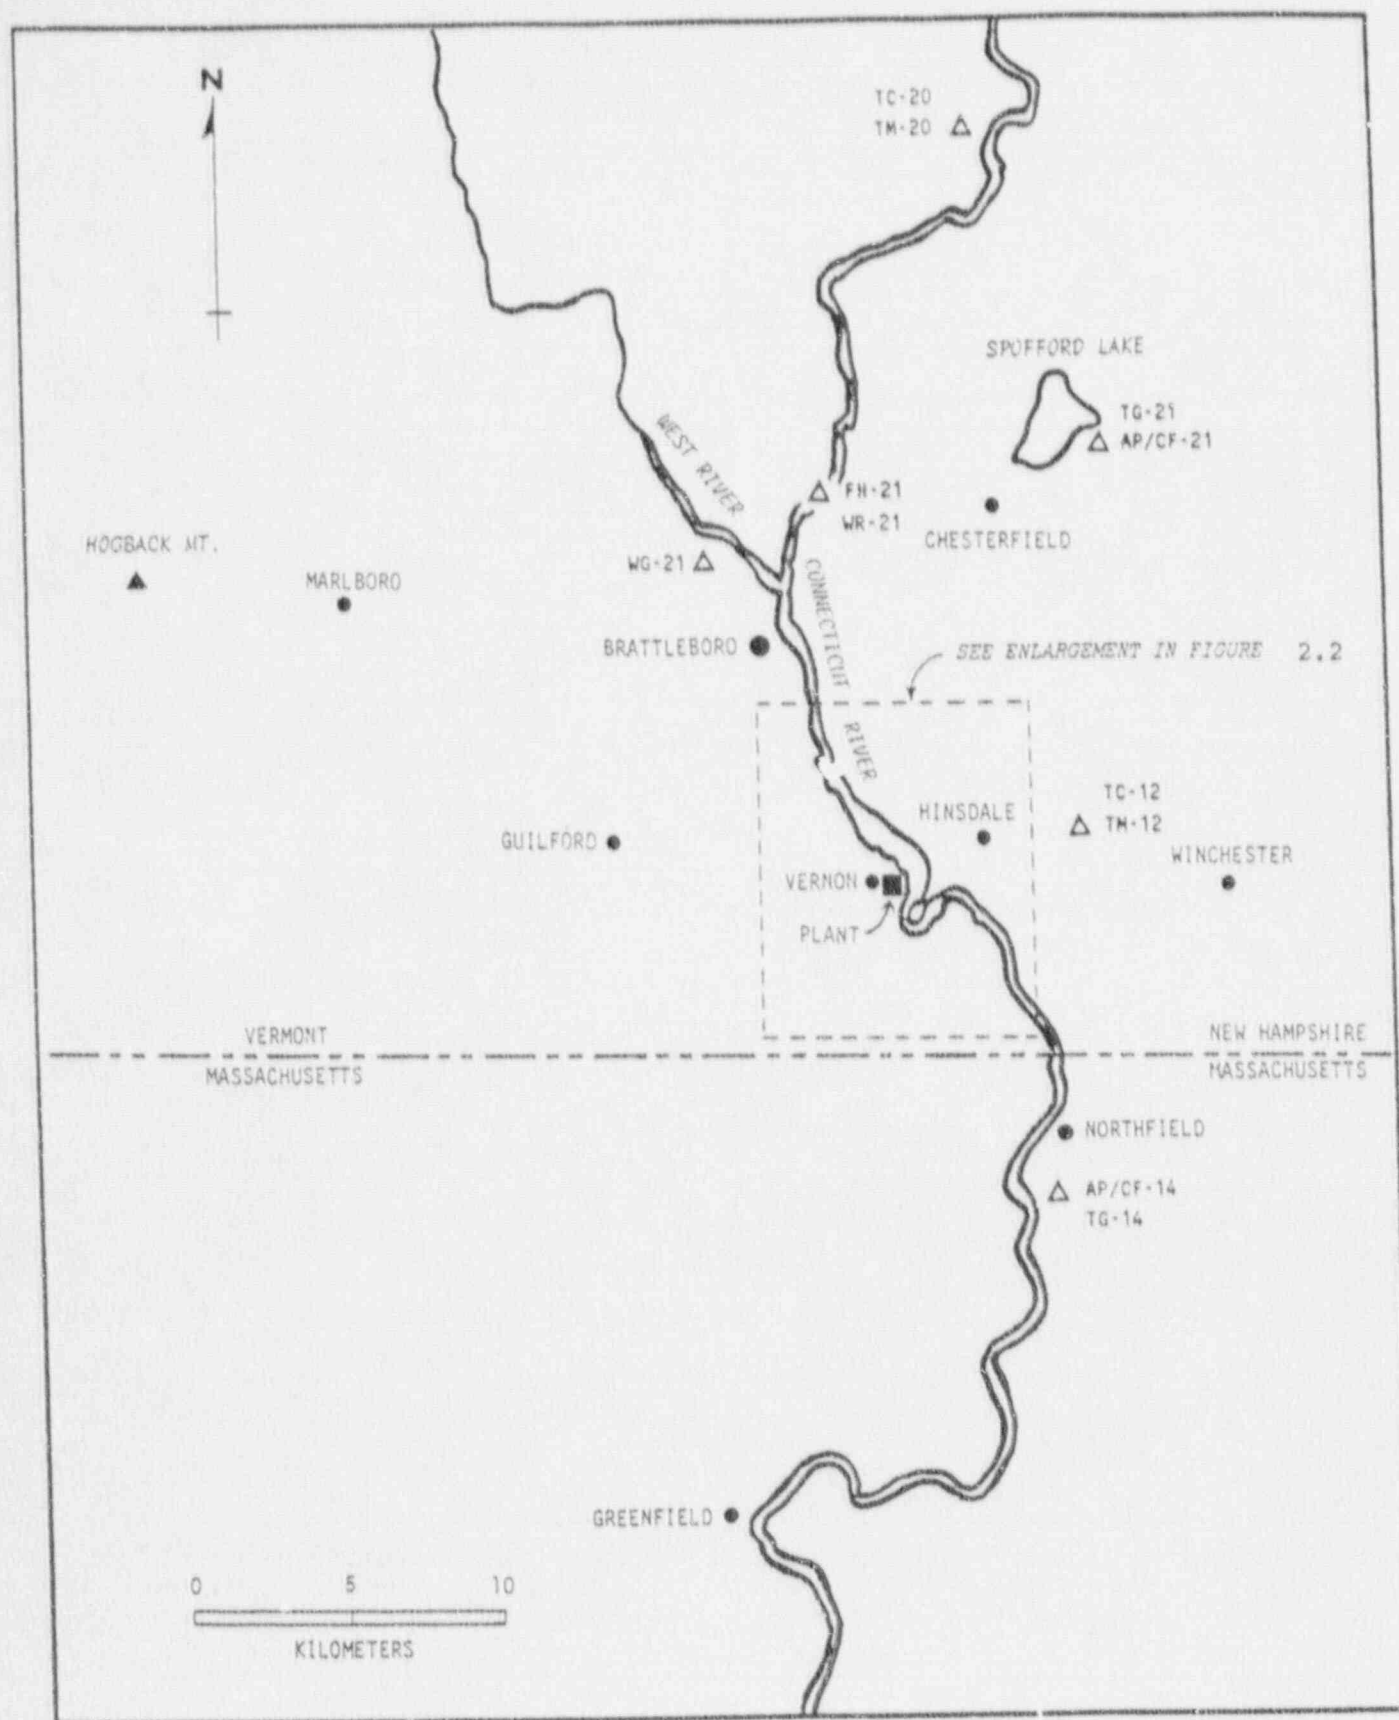 N
TC-20
TM-20
SPOFFORD LAKE
TG-21
AP/CF-21
WEST RIVER
FH-21
WR-21
CHESTERFIELD
HOGBACK MT.
MARLBORO
WG-21
CONNECTICUT
RIVER
BRATTLEBORO
SEE ENLARGEMENT IN FIGURE 2.2
TC-12
TM-12
HINSDALE
GUILFORD
WINCHESTER
VERNON
PLANT
VERMONT
NEW HAMPSHIRE
MASSACHUSETTS
MASSACHUSETTS
NORTHFIELD
AP/CF-14
TG-14
GREENFIELD
0 5 10
KILOMETERS